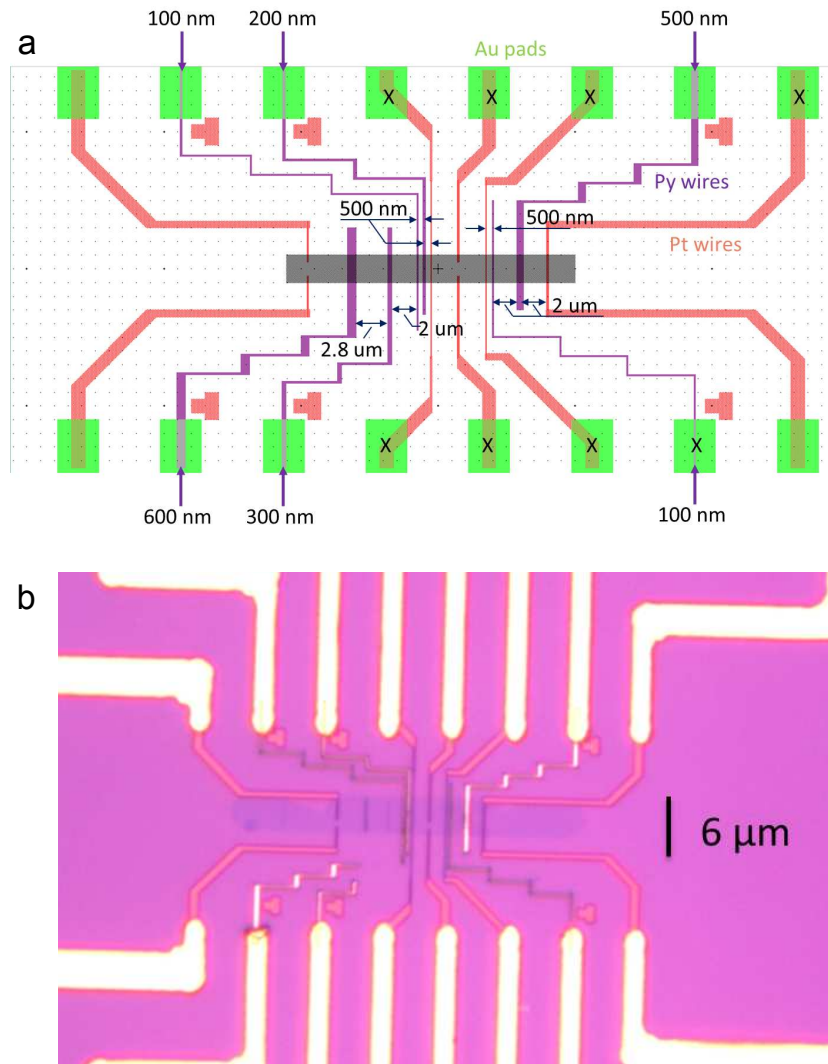 100 nm
200 nm
500 nm
a
Au pads
X
X
X
X
Py wires
500 nm
500 nm
Pt wires
2 um
2 um
2.8 um
X
X
X
X
600 nm
300 nm
100 nm
b
6 μm